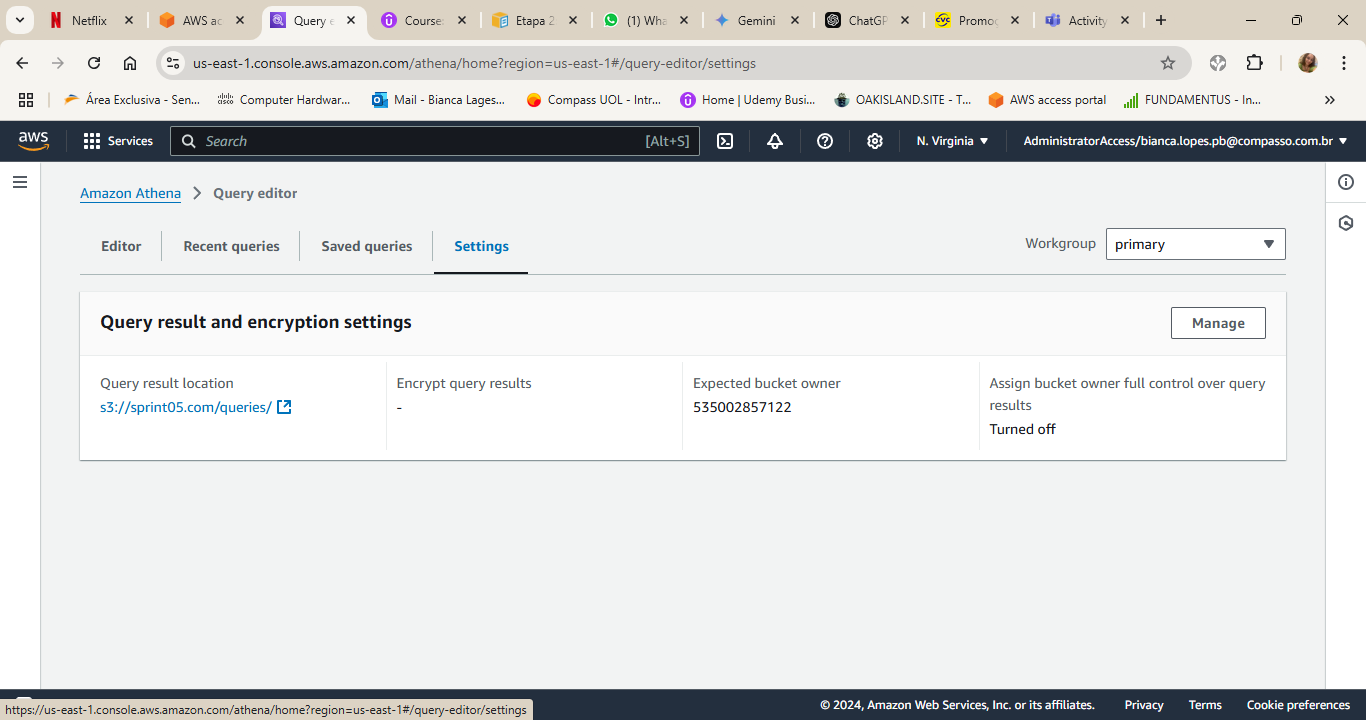 Netflix
AWS ac
Query e
Course
Etapa 2
(1) Wha
Gemini
ChatGP
Promoç
Activity
us-east-1.console.aws.amazon.com/athena/home?region=us-east-1#/query-editor/settings
Área Exclusiva - Sen...
Computer Hardwar...
Mail - Bianca Lages...
Compass UOL - Intr...
Home | Udemy Busi...
OAKISLAND.SITE - T...
AWS access portal
FUNDAMENTUS - In...
aws
Services
Search
[Alt+S]
N. Virginia
AdministratorAccess/bianca.lopes.pb@compasso.com.br
Amazon Athena
Query editor
Editor
Recent queries
Saved queries
Settings
Workgroup
primary
Query result and encryption settings
Manage
Query result location
s3://sprint05.com/queries/
Encrypt query results
-
Expected bucket owner
535002857122
Assign bucket owner full control over query
results
Turned off
© 2024, Amazon Web Services, Inc. or its affiliates.
Privacy
Terms
Cookie preferences
https://us-east-1.console.aws.amazon.com/athena/home?region=us-east-1#/query-editor/settings